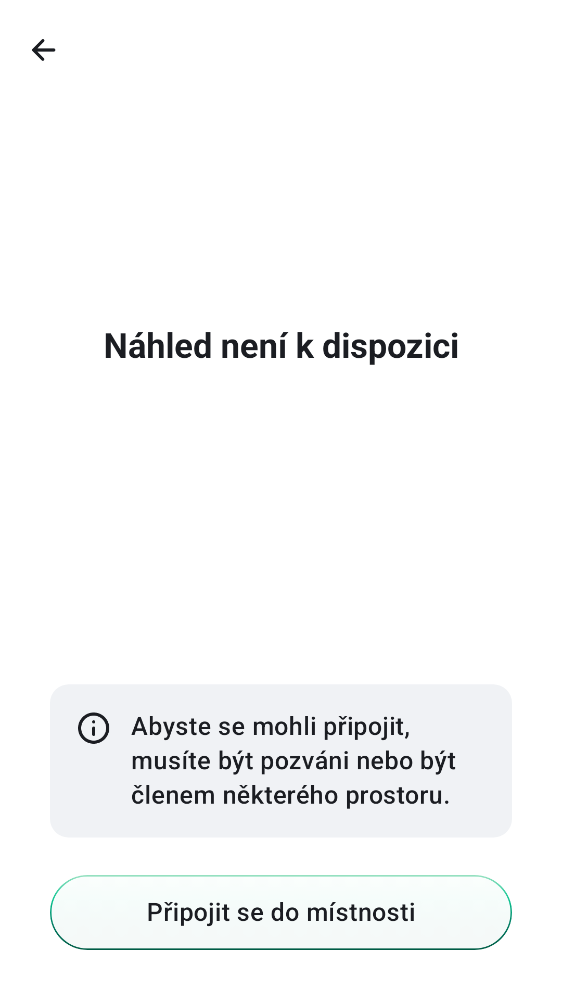 Náhled není k dispozici
Abyste se mohli připojit,
musíte být pozváni nebo být
členem některého prostoru.
Připojit se do místnosti